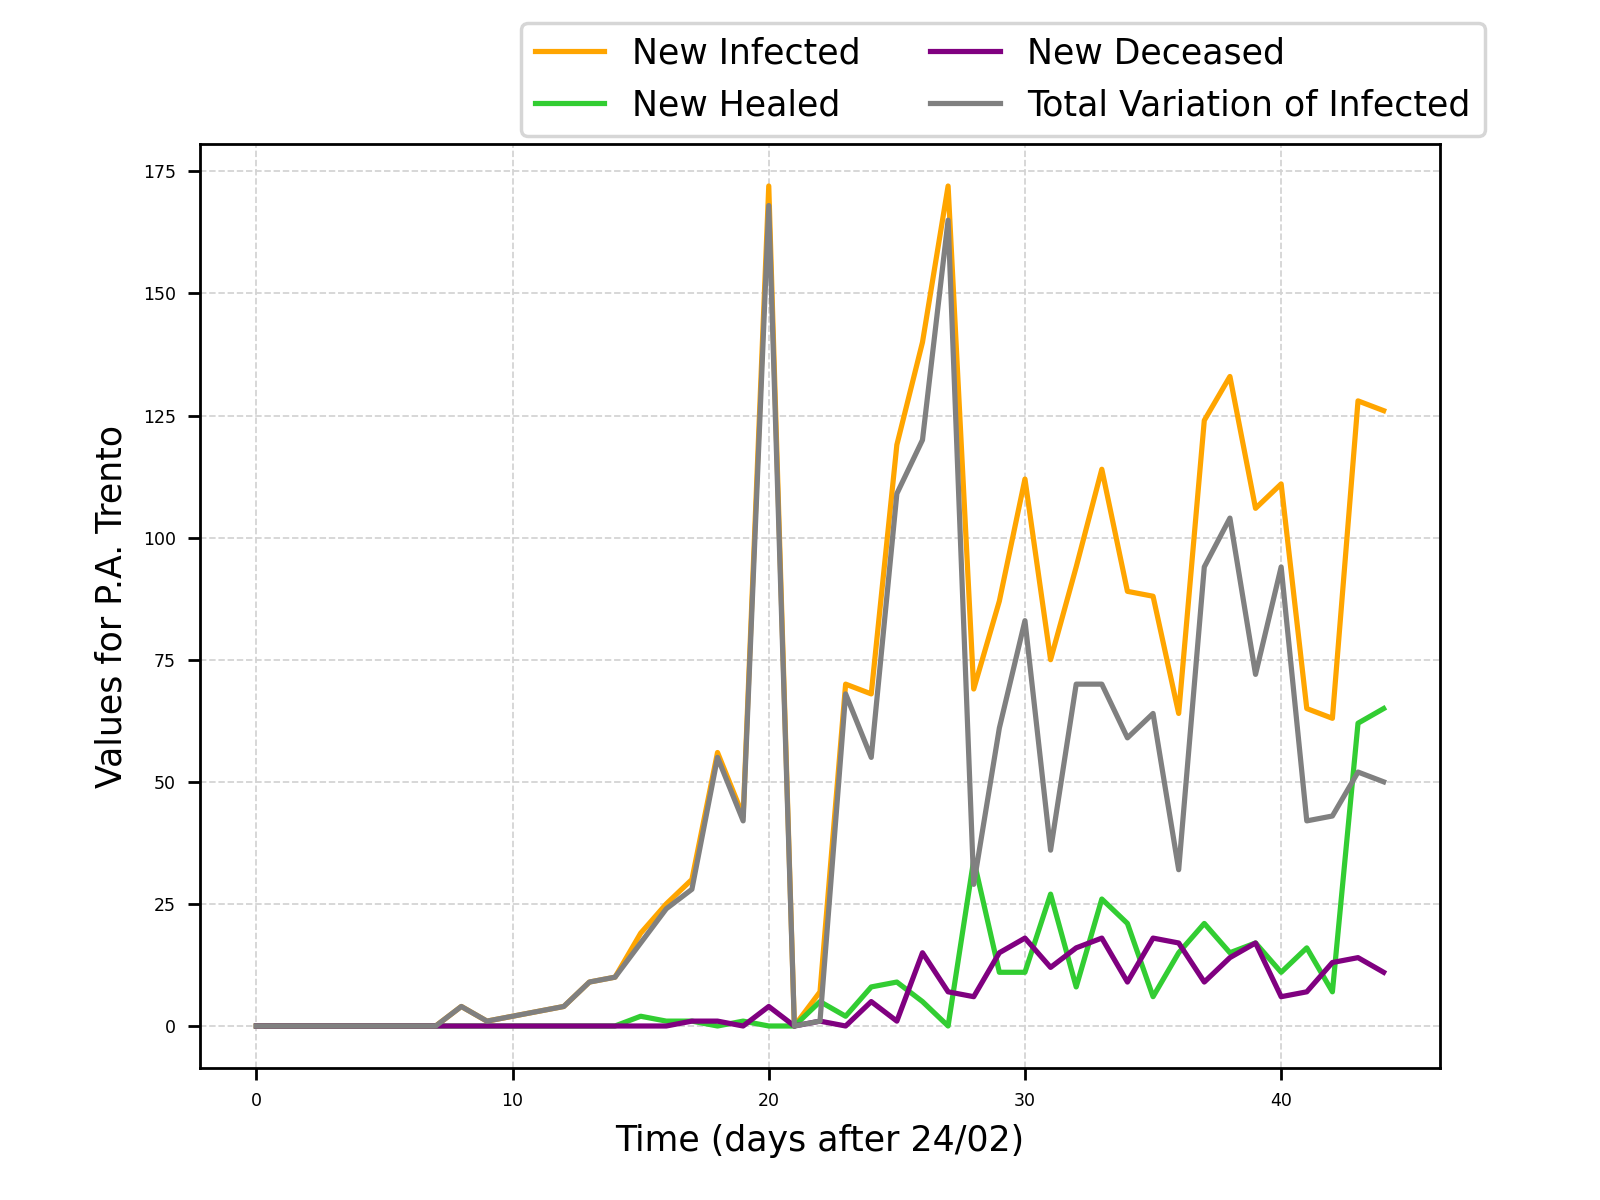 New Infected
New Healed
New Deceased
Total Variation of Infected
175
150
125
100
75
50
25
0
Values for P.A. Trento
0 10 20 30 40
Time (days after 24/02)